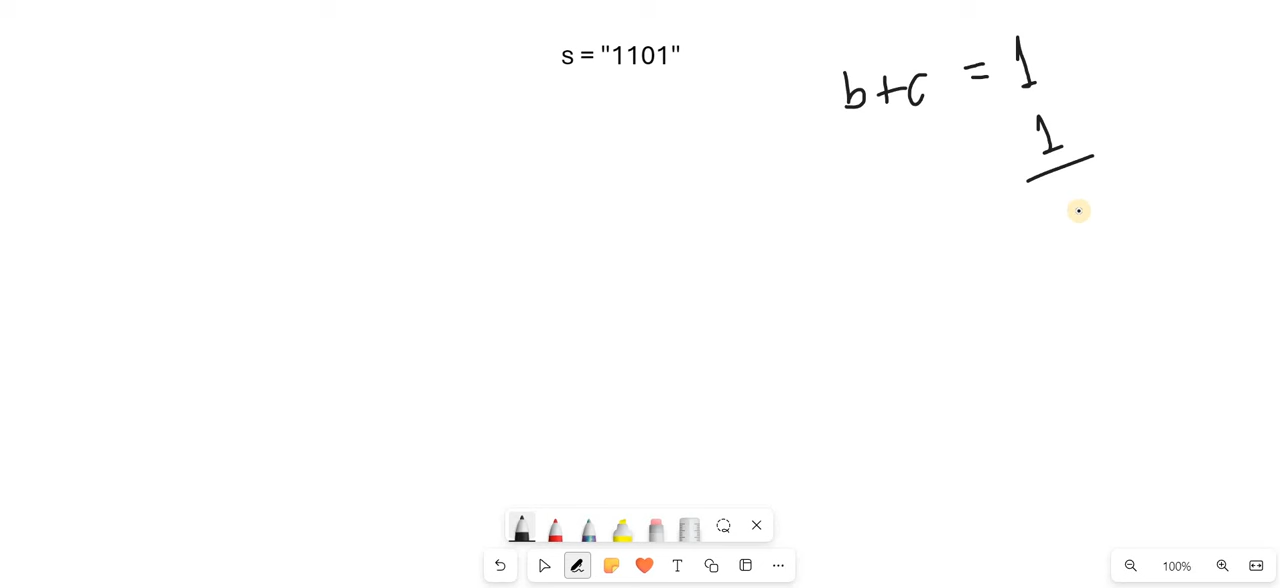 s = "1101"
b+c = 1
1
100%